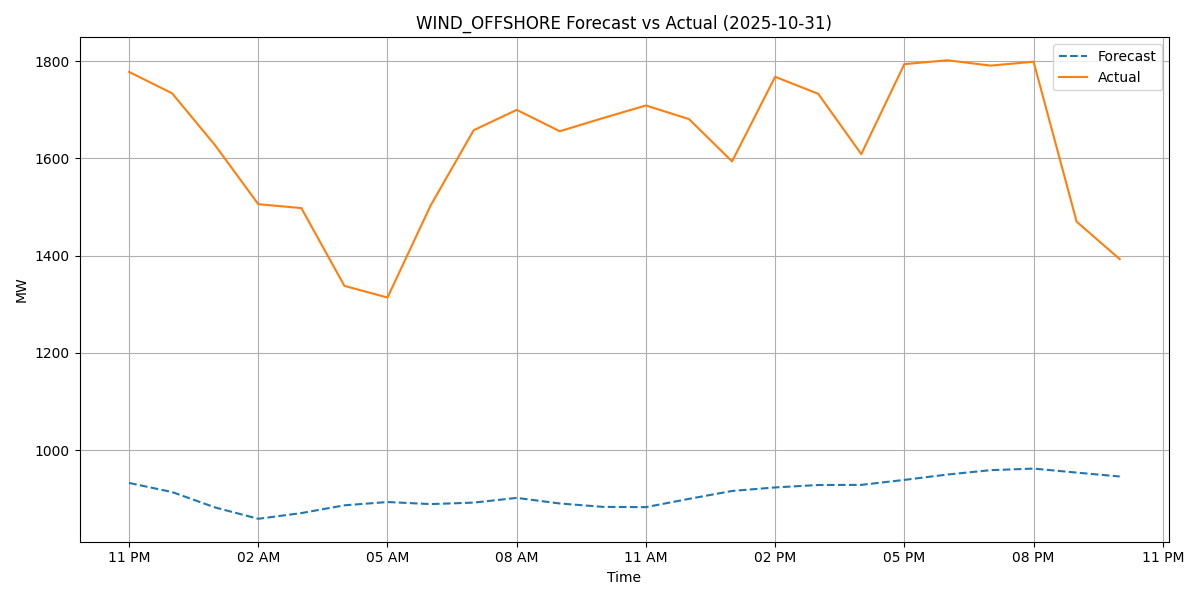 WIND_OFFSHORE Forecast vs Actual (2025-10-31)
Forecast
Actual
1800
1600
1400
1200
1000
MW
11 PM 02 AM 05 AM 08 AM 11 AM 02 PM 05 PM 08 PM 11 PM
Time